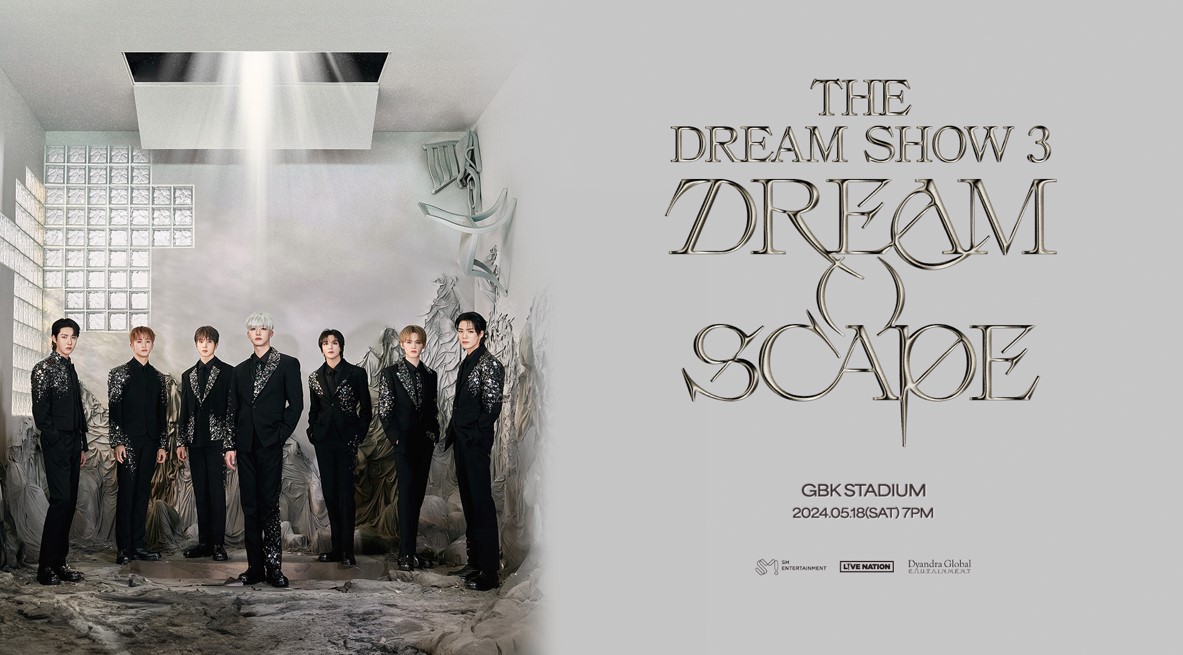 THE
DREAM SHOW 3
DREAM
( )
SCAPE
GBK STADIUM
2024.05.18(SAT) 7PM
SM
ENTERTAINMENT
LIVE NATION
Dyandra Global
ENTERTAINMENT